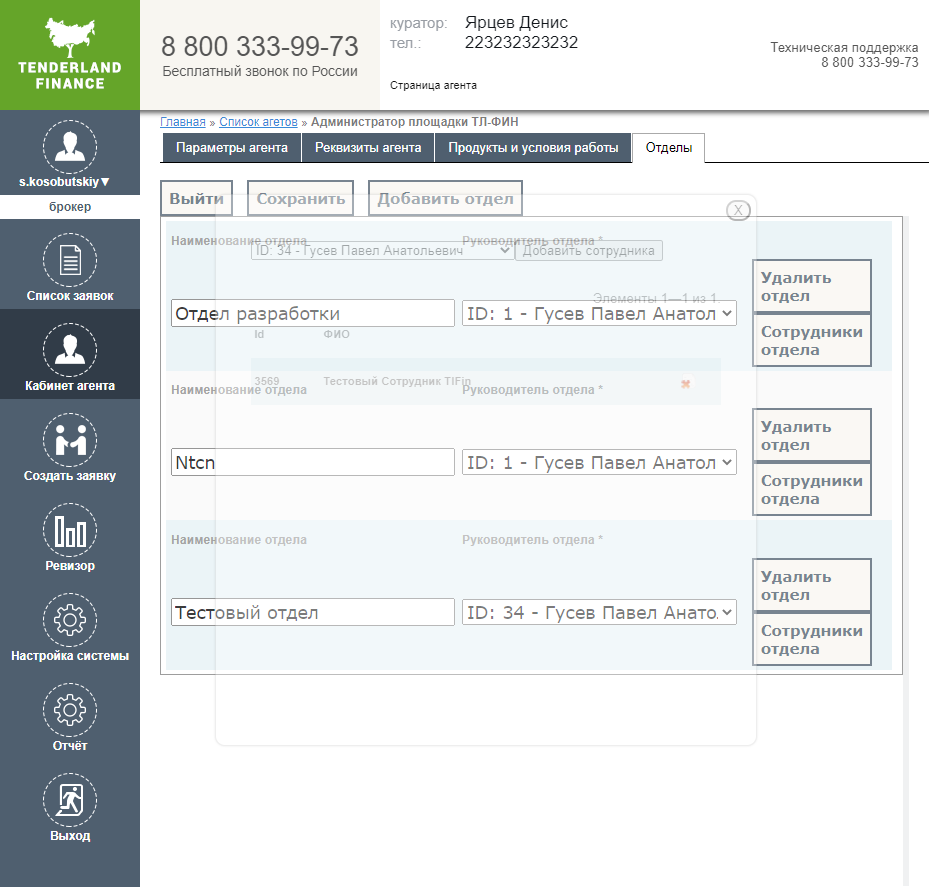 TENDERLAND
FINANCE
8 800 333-99-73
Бесплатный звонок по России
куратор: Ярцев Денис
тел.: 223232323232
Страница агента
Техническая поддержка
8 800 333-99-73
s.kosobutskiy▼
брокер
Список заявок
Кабинет агента
Создать заявку
Ревизор
Настройка системы
Отчёт
Выход
Главная » Список агетов » Администратор площадки ТЛ-ФИН
Параметры агента
Реквизиты агента
Продукты и условия работы
Отделы
Выйти
Сохранить
Добавить отдел
X
Наименование отдела
Руководитель отдела *
ID: 34 - Гусев Павел Анатольевич
Добавить сотрудника
Элементы 1—1 из 1
Отдел разработки
ID: 1 - Гусев Павел Анатол
Удалить
отдел
Сотрудники
отдела
Id
ФИО
3569
Тестовый Сотрудник TlFin
Наименование отдела
Руководитель отдела *
Ntcn
ID: 1 - Гусев Павел Анатол
Удалить
отдел
Сотрудники
отдела
Наименование отдела
Руководитель отдела *
Тестовый отдел
ID: 34 - Гусев Павел Анато.
Удалить
отдел
Сотрудники
отдела